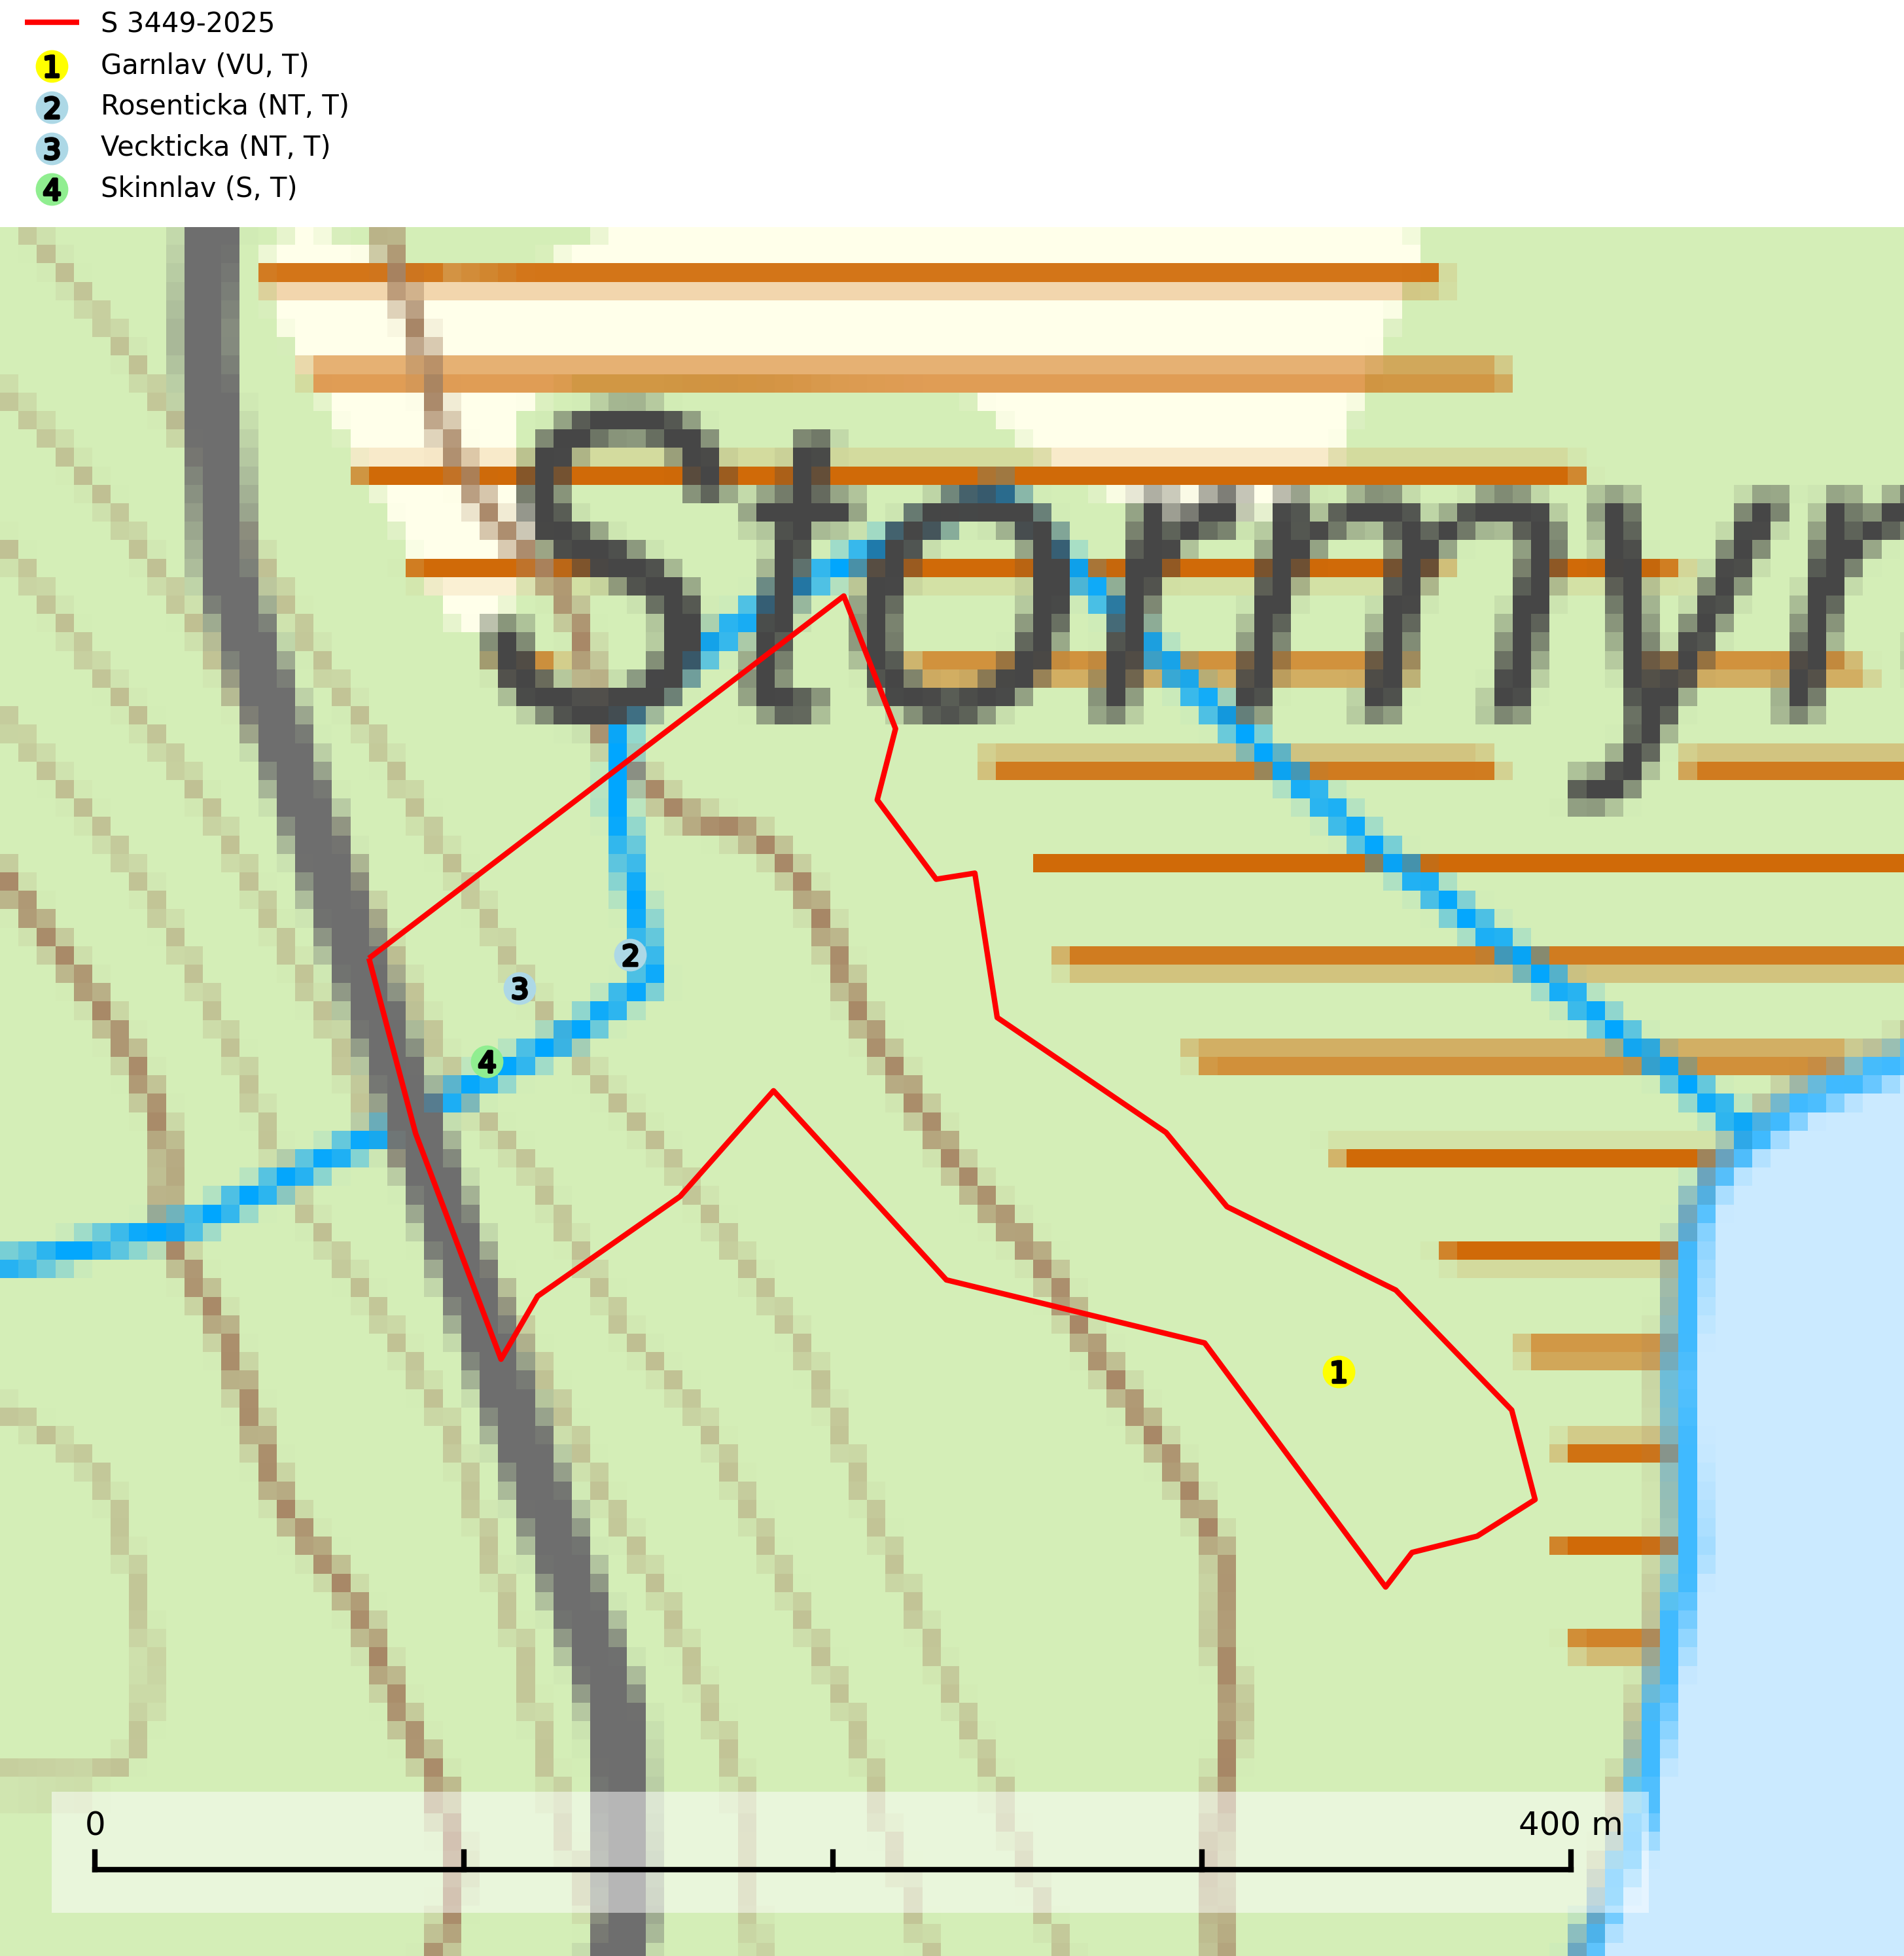 S 3449-2025
1 Garnlav (VU, T)
2 Rosenticka (NT, T)
3 Veckticka (NT, T)
4 Skinnlav (S, T)
Stormyr
2
3
4
1
0 400 m